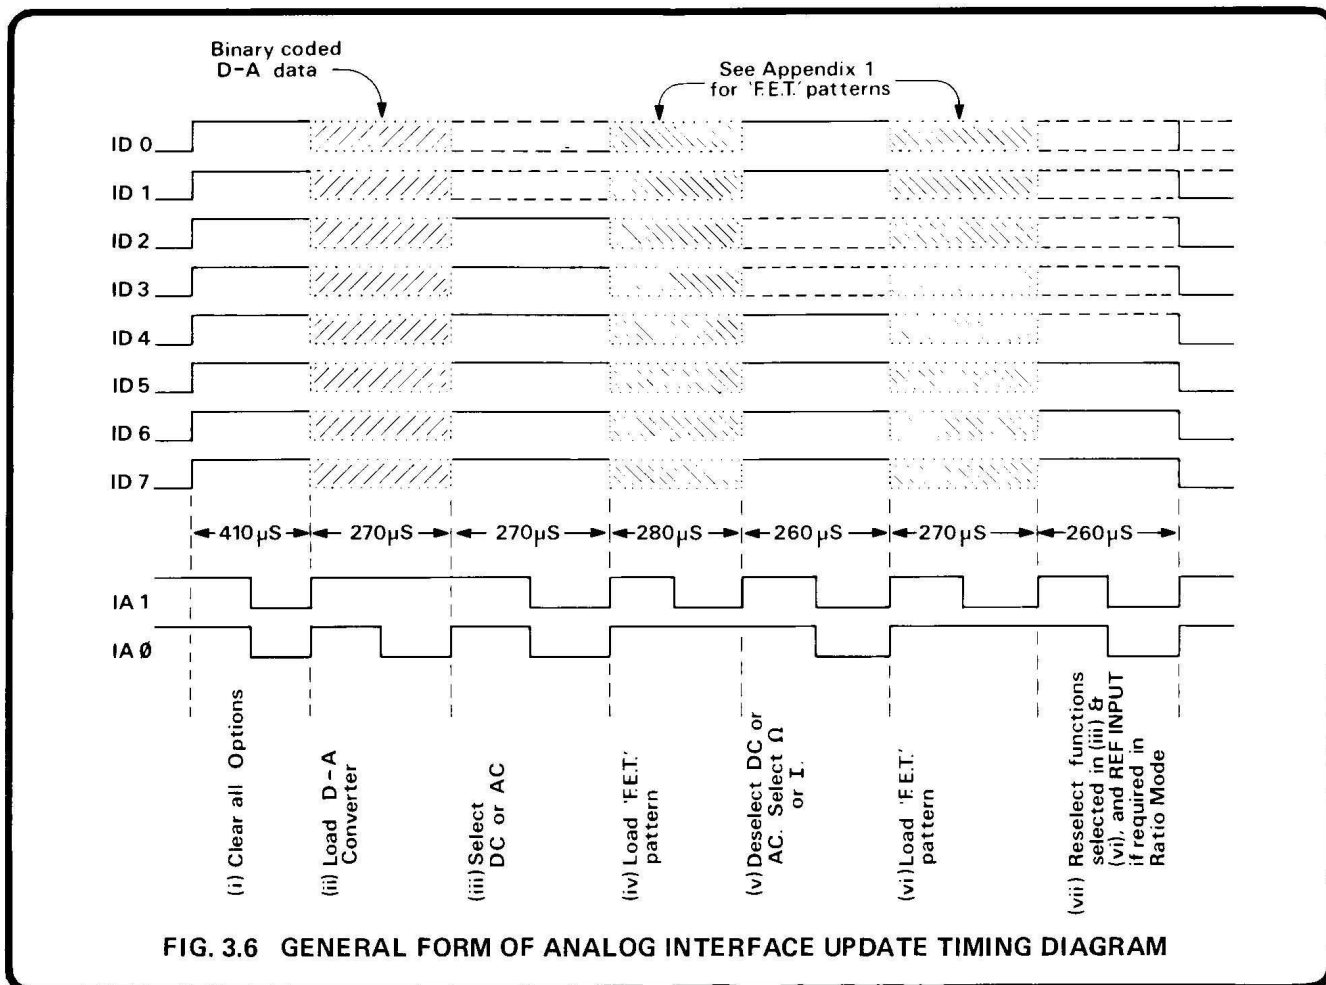 Binary coded
D-A data
See Appendix 1
for 'F.E.T.' patterns
ID 0
ID 1
ID 2
ID 3
ID 4
ID 5
ID 6
ID 7
410µS 270µS 270µS 280µS 260µS 270µS 260µS
IA 1
IA Ø
(i) Clear all Options
(ii) Load D-A
Converter
(iii) Select
DC or AC
(iv) Load 'F.E.T.'
pattern
(v) Deselect DC or
AC. Select Ω
or I.
(vi) Load 'F.E.T.'
pattern
(vii) Reselect functions
selected in (iii) &
(vi), and REF INPUT
if required in
Ratio Mode
FIG. 3.6 GENERAL FORM OF ANALOG INTERFACE UPDATE TIMING DIAGRAM